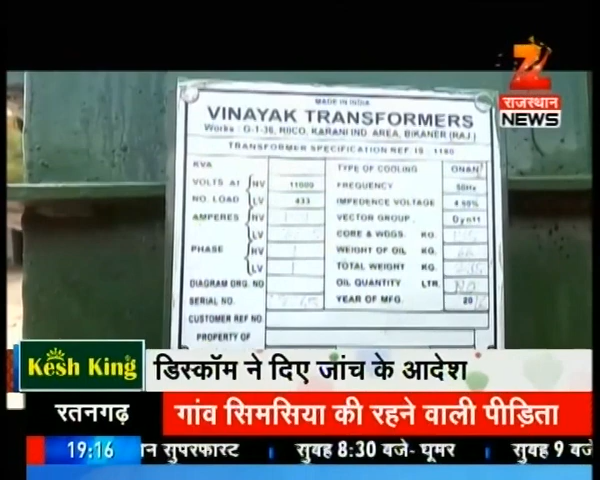 राजस्थान
NEWS
MADE IN INDIA
VINAYAK TRANSFORMERS
Works : G-1-36, RIICO, KARANI IND. AREA, BIKANER (RAJ.)
TRANSFORMER SPECIFICATION REF. IS - 1180
KVA
TYPE OF COOLING ONAN
VOLTS AT HV 11000
FREQUENCY 50Hz
NO. LOAD LV 433
IMPEDENCE VOLTAGE 4.50%
AMPERES HV
VECTOR GROUP Dyn11
LV
CORE & WDGS. KG.
PHASE HV
WEIGHT OF OIL KG.
LV
TOTAL WEIGHT KG.
DIAGRAM DRG. NO
OIL QUANTITY LTR.
SERIAL NO.
YEAR OF MFG. 20
CUSTOMER REF NO.
PROPERTY OF
Kesh King
डिस्कॉम ने दिए जांच के आदेश
रतनगढ़
गांव सिमसिया की रहने वाली पीड़िता
19:16
न सुपरफास्ट सुबह 8:30 बजे- घूमर सुबह 9 बजे